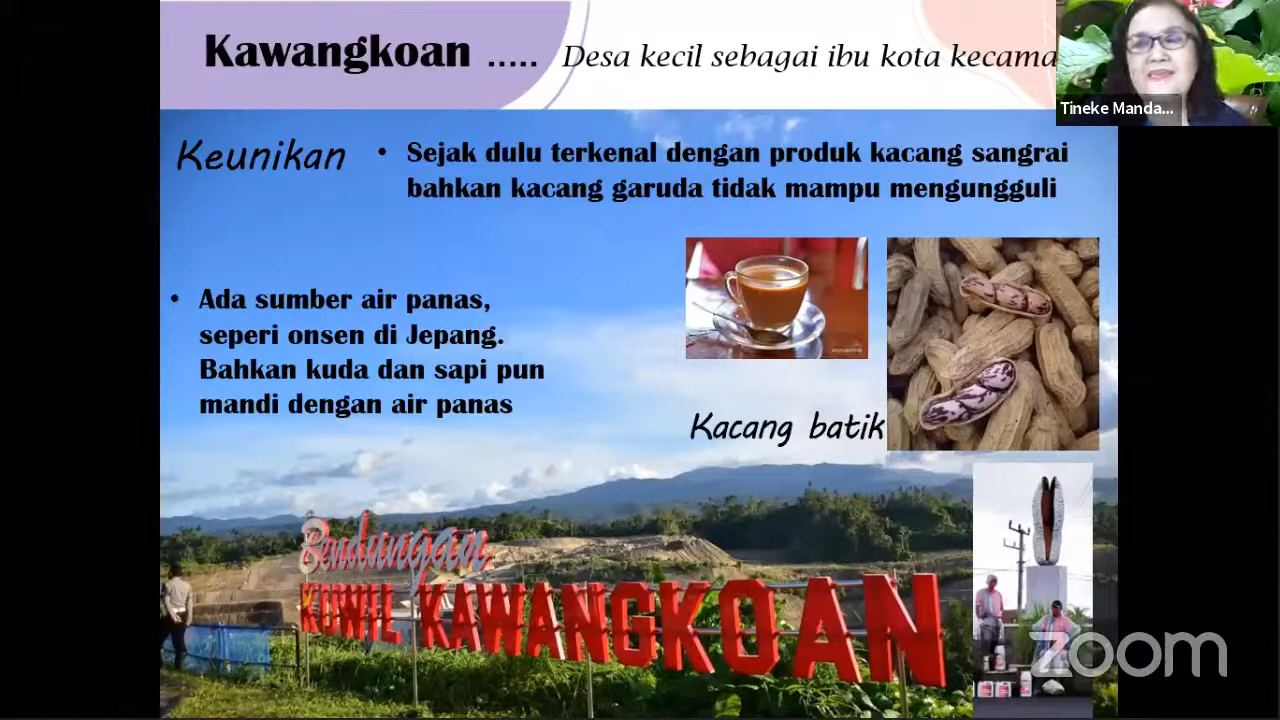 Kawangkoan ..... Desa kecil sebagai ibu kota kecama
Tineke Manda...
Keunikan
• Sejak dulu terkenal dengan produk kacang sangrai
bahkan kacang garuda tidak mampu mengungguli
• Ada sumber air panas,
seperi onsen di Jepang.
Bahkan kuda dan sapi pun
mandi dengan air panas
Kacang batik
Bendungan
KUWIL KAWANGKOAN
zoom